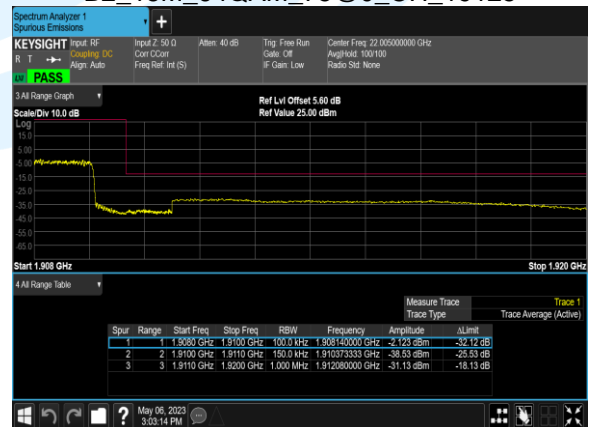 Spectrum Analyzer 1
Spurious Emissions
KEYSIGHT Input: RF Input Z: 50 Ω Atten: 40 dB Trig: Free Run Center Freq: 22.005000000 GHz
R T Coupling: DC Corr CCorr Gate: Off Avg|Hold: 100/100
Align: Auto Freq Ref: Int (S) IF Gain: Low Radio Std: None
LV PASS
3 All Range Graph
Ref Lvl Offset 5.60 dB
Scale/Div 10.0 dB Ref Value 25.00 dBm
Log
15.0
5.00
-5.00
-15.0
-25.0
-35.0
-45.0
-55.0
-65.0
Start 1.908 GHz Stop 1.920 GHz
4 All Range Table
Measure Trace Trace 1
Trace Type Trace Average (Active)
Spur Range Start Freq Stop Freq RBW Frequency Amplitude ΔLimit
1 1 1.9080 GHz 1.9100 GHz 100.0 kHz 1.908140000 GHz -2.123 dBm -32.12 dB
2 2 1.9100 GHz 1.9110 GHz 150.0 kHz 1.910373333 GHz -38.53 dBm -25.53 dB
3 3 1.9110 GHz 1.9200 GHz 1.000 MHz 1.912080000 GHz -31.13 dBm -18.13 dB
? May 06, 2023
3:03:14 PM